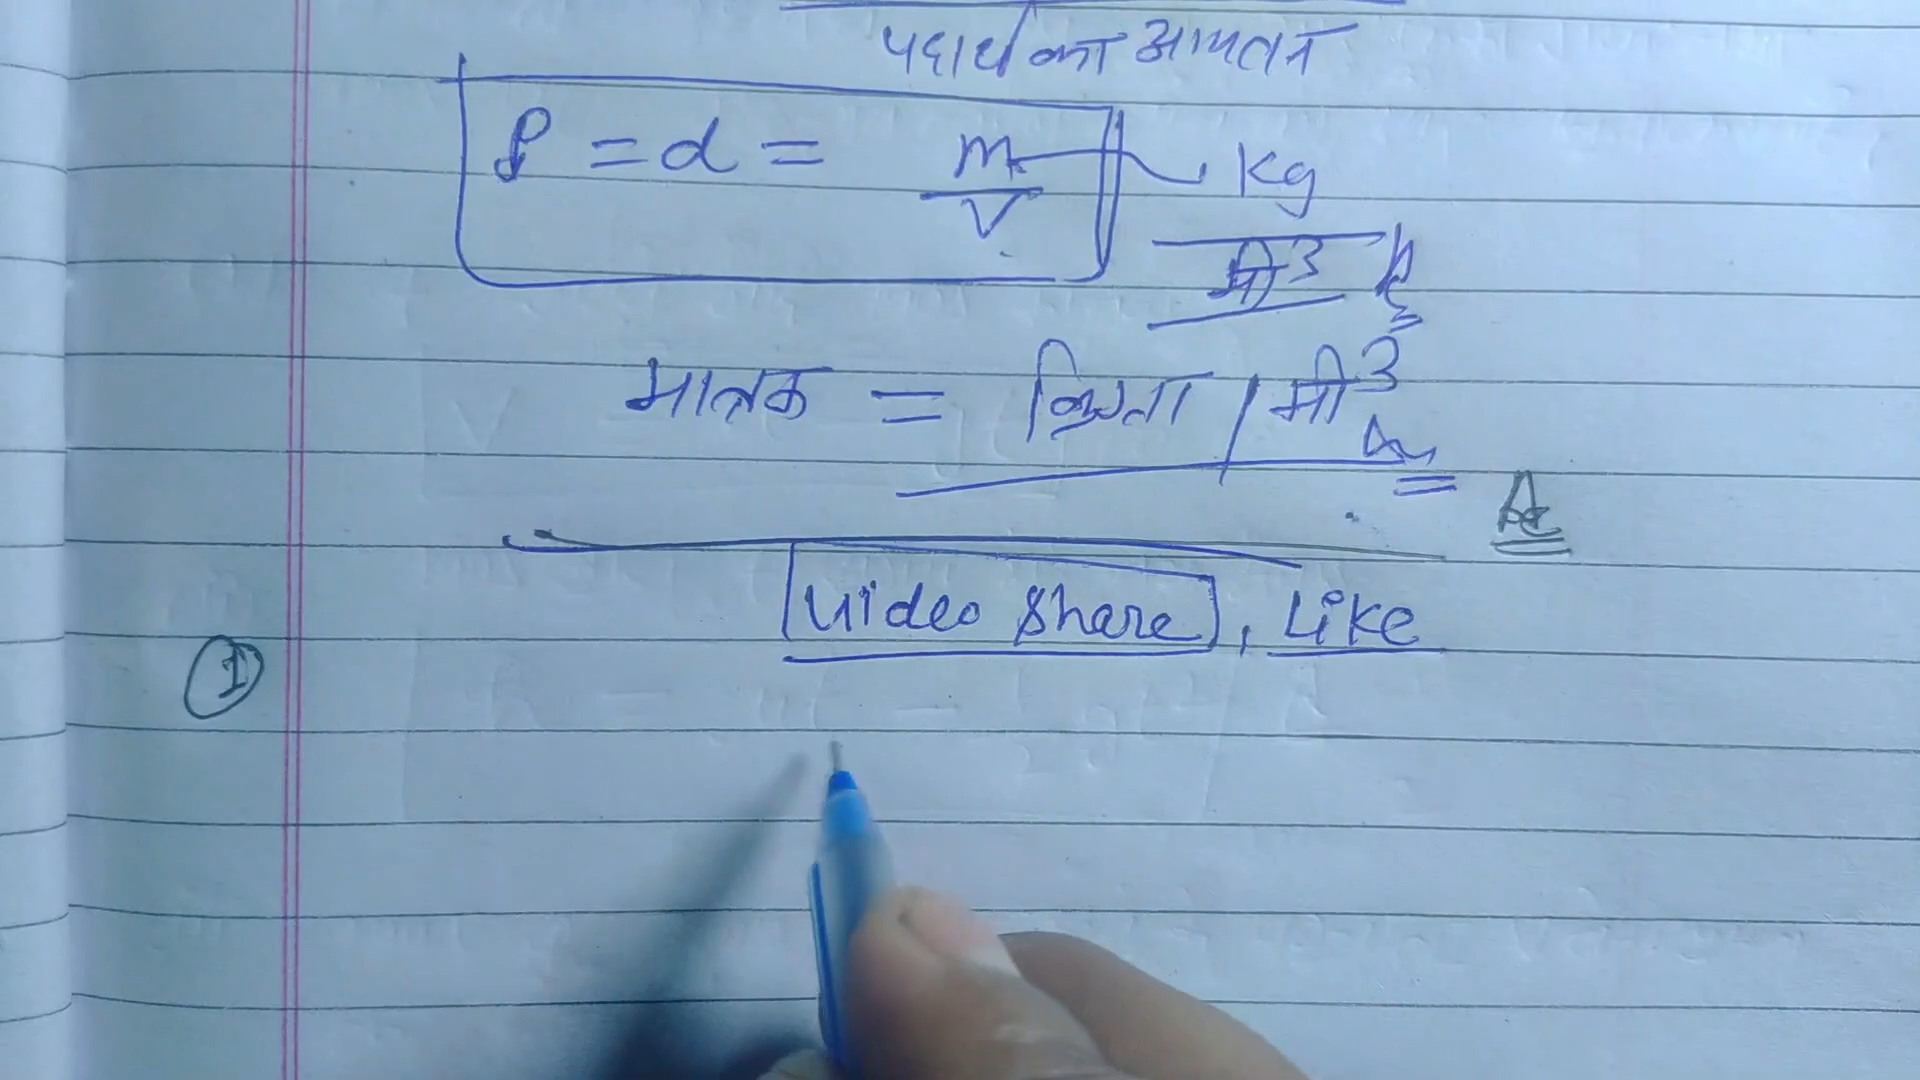 पदार्थ का आयतन
ρ = d = m/V kg
मी³
मात्रक = किग्रा / मी³
Video Share, Like
1